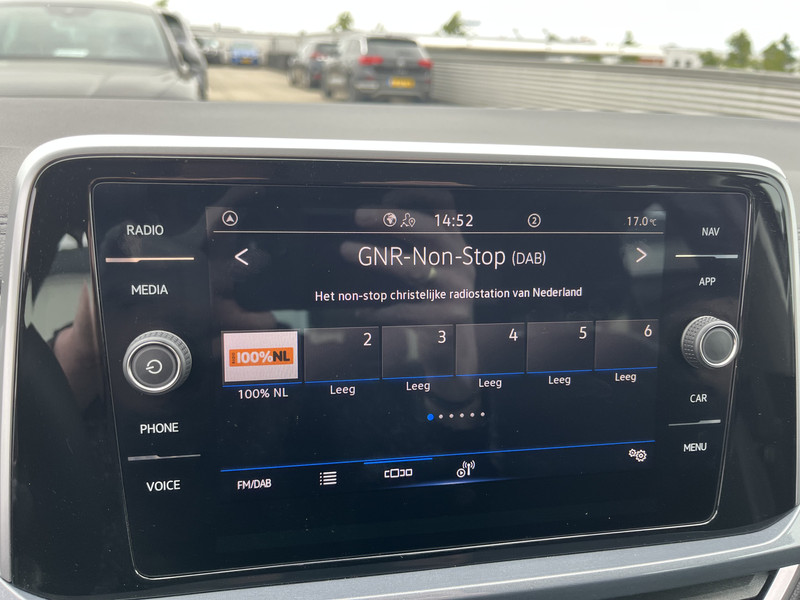 RADIO
MEDIA
PHONE
VOICE
14:52
2
17.0°C
GNR-Non-Stop (DAB)
Het non-stop christelijke radiostation van Nederland
100%NL
2
3
4
5
6
100% NL
Leeg
Leeg
Leeg
Leeg
Leeg
FM/DAB
NAV
APP
CAR
MENU